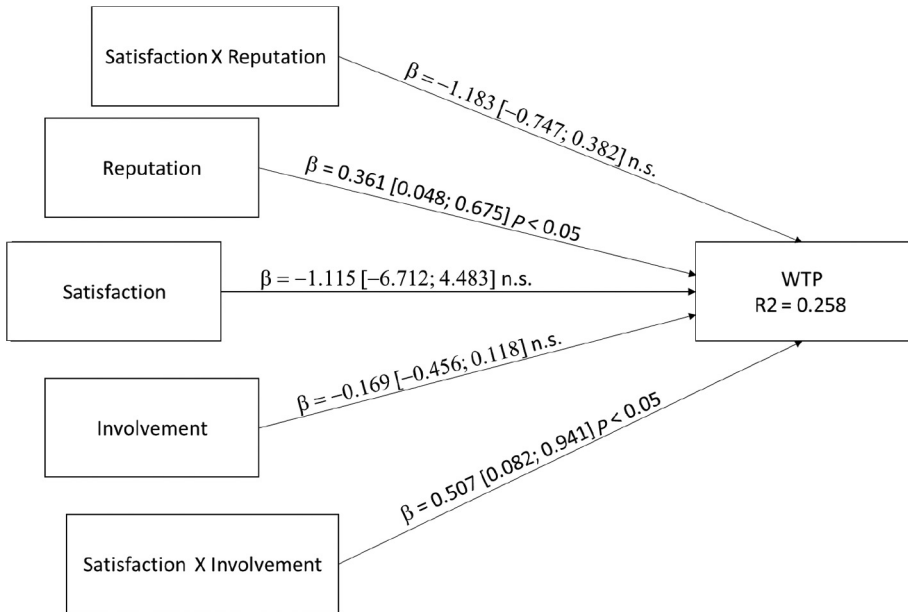 Satisfaction X Reputation
β = −1.183 [−0.747; 0.382] n.s.
Reputation
β = 0.361 [0.048; 0.675] P < 0.05
Satisfaction
β = −1.115 [−6.712; 4.483] n.s.
WTP
R2 = 0.258
Involvement
β = −0.169 [−0.456; 0.118] n.s.
Satisfaction X Involvement
β = 0.507 [0.082; 0.941] P < 0.05